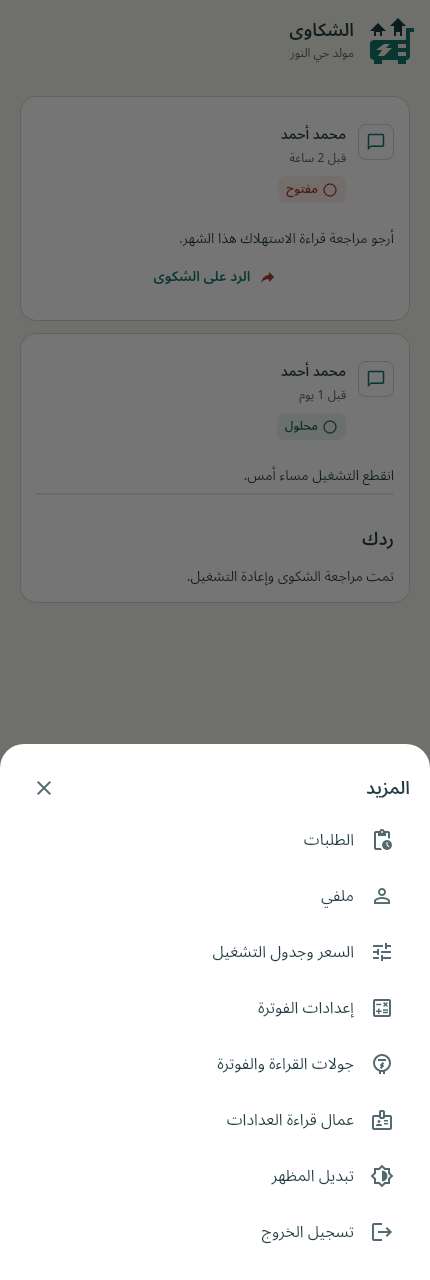 الشكاوى
مولد حي النور
محمد أحمد
قبل 2 ساعة
مفتوح
أرجو مراجعة قراءة الاستهلاك هذا الشهر.
الرد على الشكوى
محمد أحمد
قبل 1 يوم
محلول
انقطع التشغيل مساء أمس.
ردك
تمت مراجعة الشكوى وإعادة التشغيل.
المزيد
الطلبات
ملفي
السعر وجدول التشغيل
إعدادات الفوترة
جولات القراءة والفوترة
عمال قراءة العدادات
تبديل المظهر
تسجيل الخروج